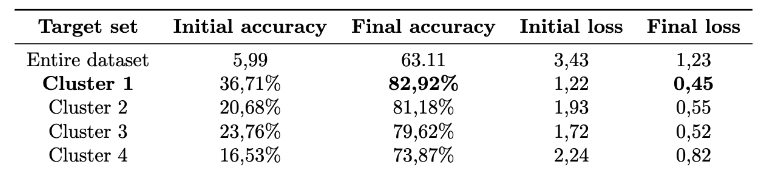 Target set Initial accuracy Final accuracy Initial loss Final loss
Entire dataset 5,99 63.11 3,43 1,23
Cluster 1 36,71% 82,92% 1,22 0,45
Cluster 2 20,68% 81,18% 1,93 0,55
Cluster 3 23,76% 79,62% 1,72 0,52
Cluster 4 16,53% 73,87% 2,24 0,82